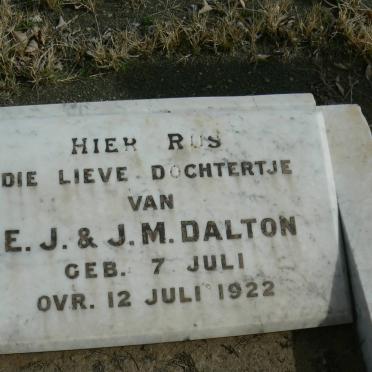 HIER RUS
DIE LIEVE DOCHTERTJE
VAN
E. J. & J. M. DALTON
GEB. 7 JULI
OVR. 12 JULI 1922